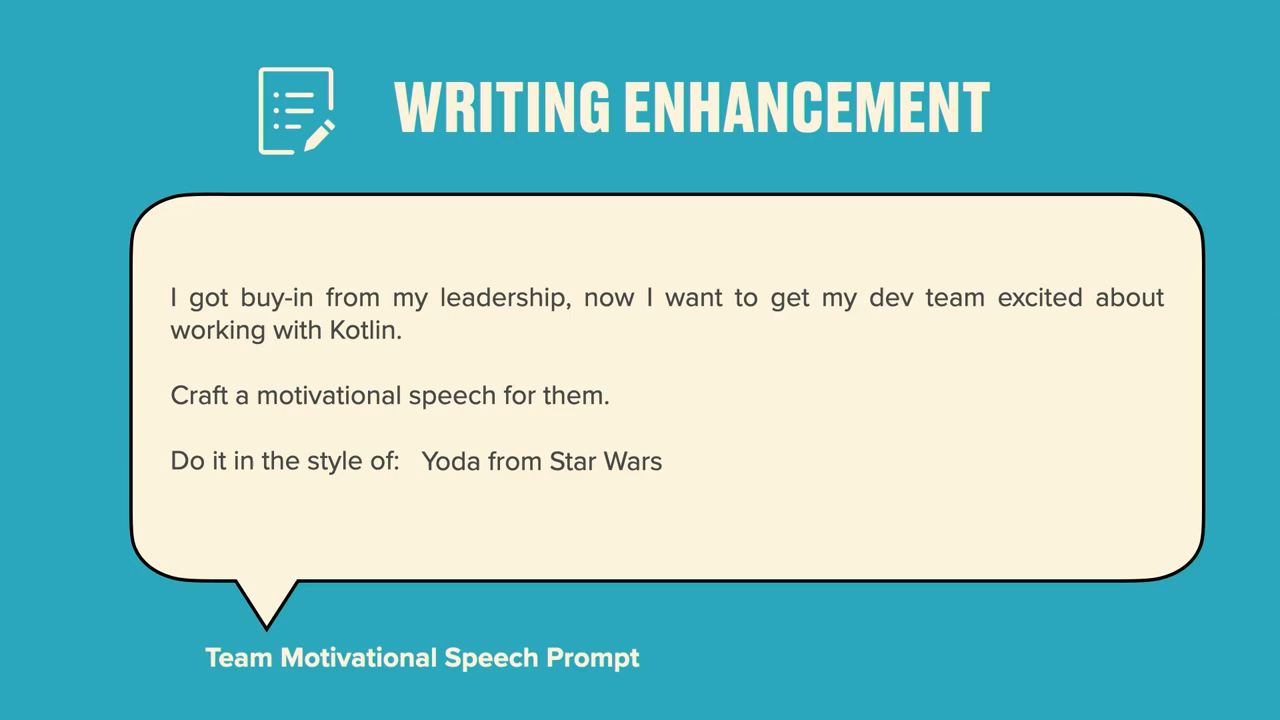 WRITING ENHANCEMENT
I got buy-in from my leadership, now I want to get my dev team excited about
working with Kotlin.
Craft a motivational speech for them.
Do it in the style of: Yoda from Star Wars
Team Motivational Speech Prompt